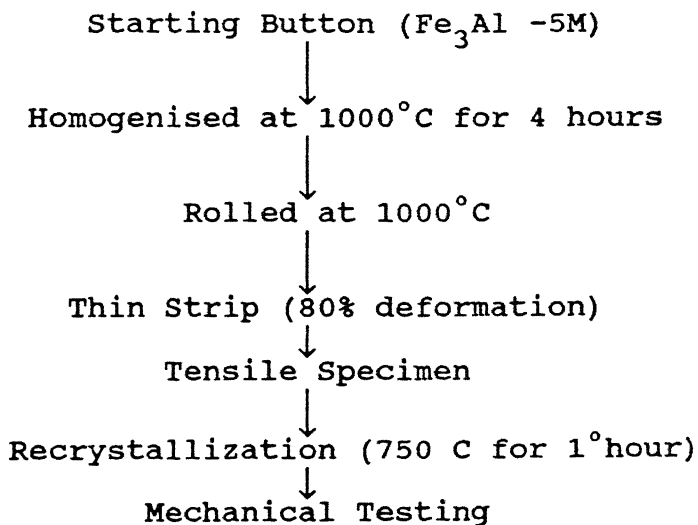 Starting Button (Fe₃Al -5M)
Homogenised at 1000°C for 4 hours
Rolled at 1000°C
Thin Strip (80% deformation)
Tensile Specimen
Recrystallization (750 C for 1°hour)
Mechanical Testing